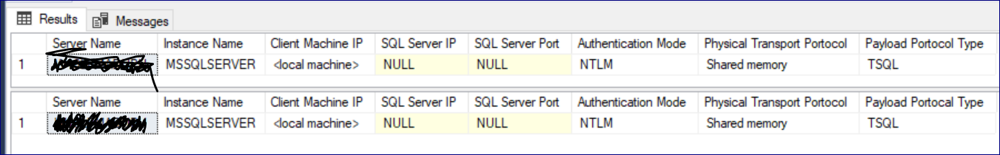 Results Messages
Server Name Instance Name Client Machine IP SQL Server IP SQL Server Port Authentication Mode Physical Transport Portocol Payload Portocol Type
1 MSSQLSERVER <local machine> NULL NULL NTLM Shared memory TSQL
Server Name Instance Name Client Machine IP SQL Server IP SQL Server Port Authentication Mode Physical Transport Portocol Payload Portocal Type
1 MSSQLSERVER <local machine> NULL NULL NTLM Shared memory TSQL